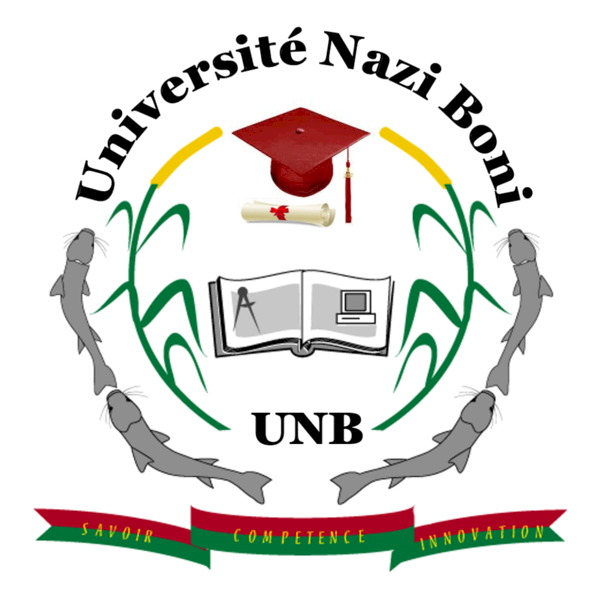 Université Nazi Boni
UNB
SAVOIR COMPETENCE INNOVATION